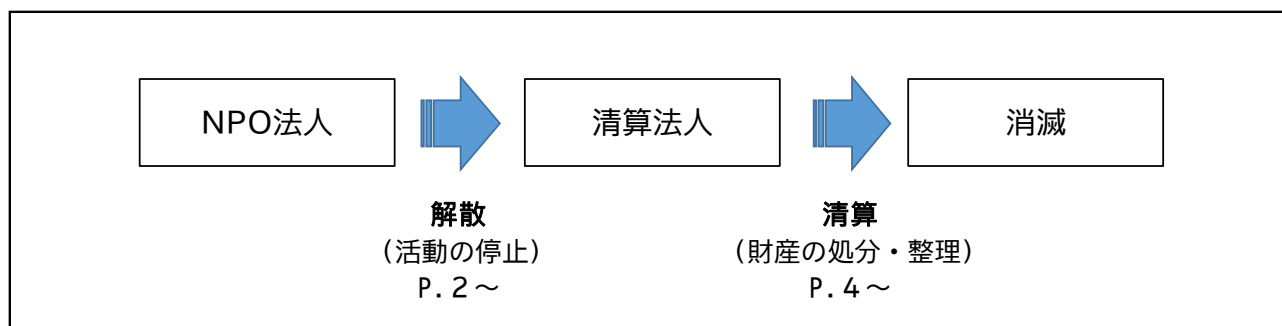 NPO法人
清算法人
消滅
解散
(活動の停止)
P.2~
清算
(財産の処分・整理)
P.4~